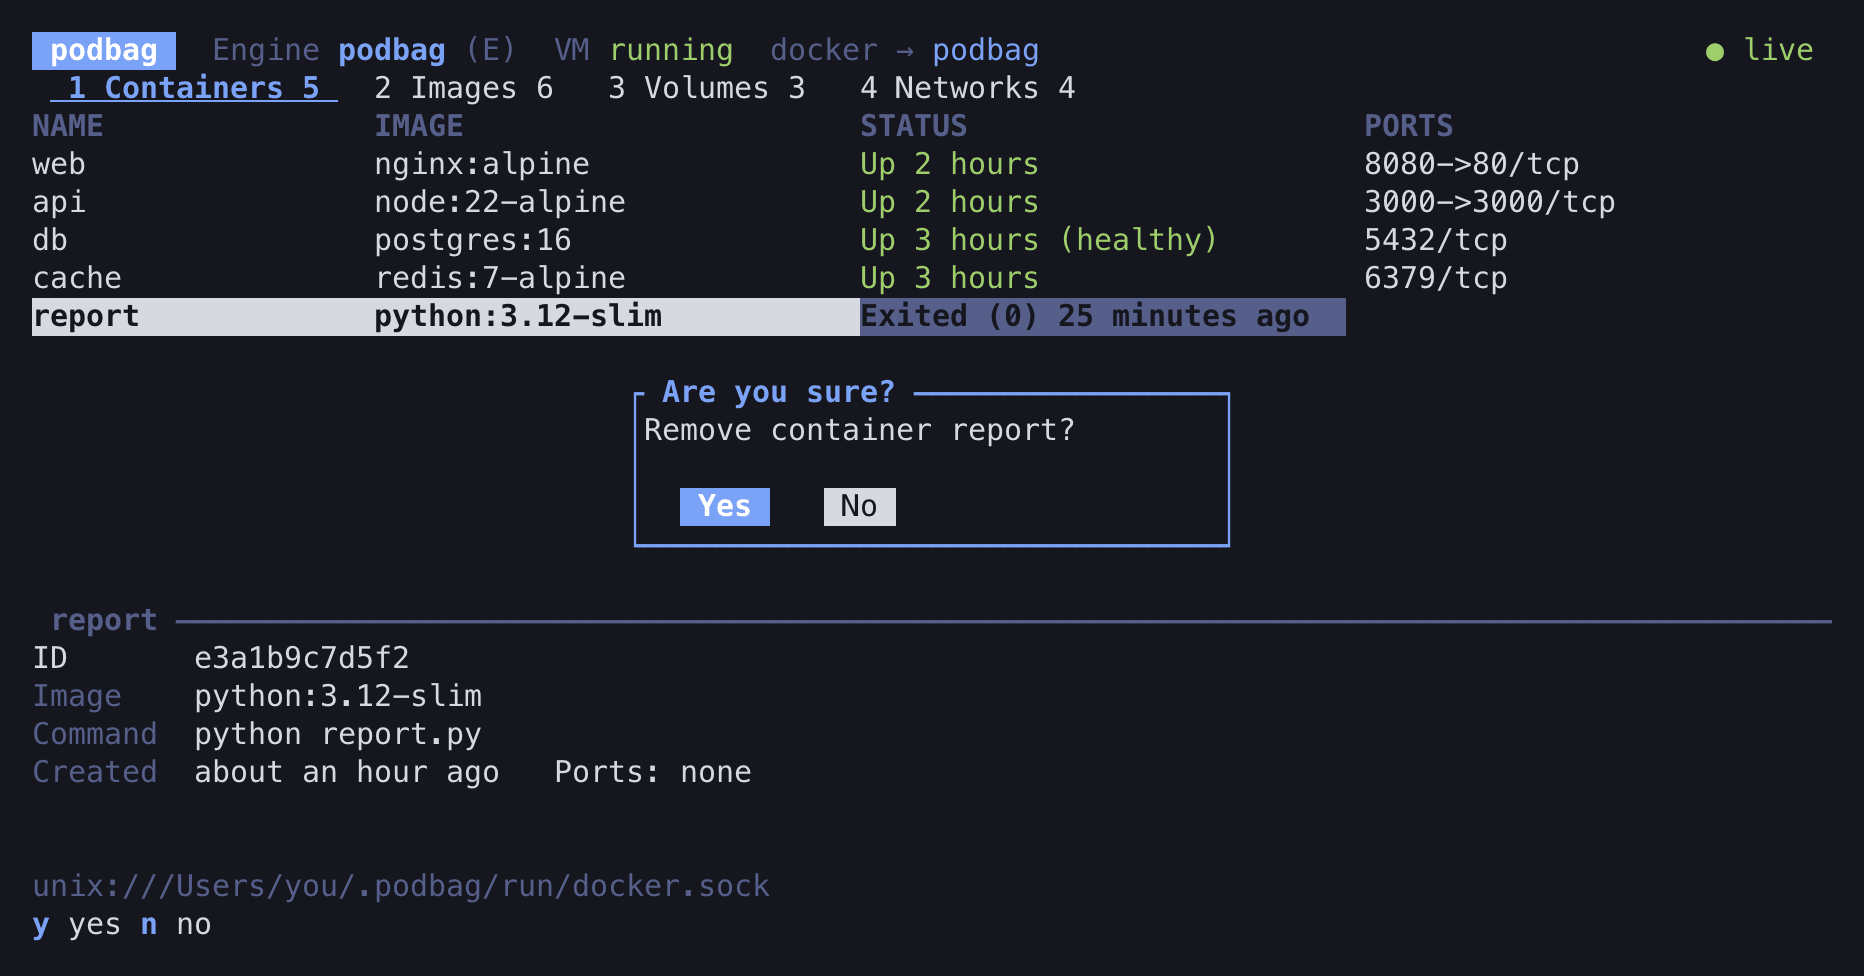 podbag Engine podbag (E) VM running docker → podbag ● live
1 Containers 5 2 Images 6 3 Volumes 3 4 Networks 4
NAME IMAGE STATUS PORTS
web nginx:alpine Up 2 hours 8080->80/tcp
api node:22-alpine Up 2 hours 3000->3000/tcp
db postgres:16 Up 3 hours (healthy) 5432/tcp
cache redis:7-alpine Up 3 hours 6379/tcp
report python:3.12-slim Exited (0) 25 minutes ago
Are you sure?
Remove container report?
Yes No
report
ID e3a1b9c7d5f2
Image python:3.12-slim
Command python report.py
Created about an hour ago Ports: none
unix:///Users/you/.podbag/run/docker.sock
y yes n no